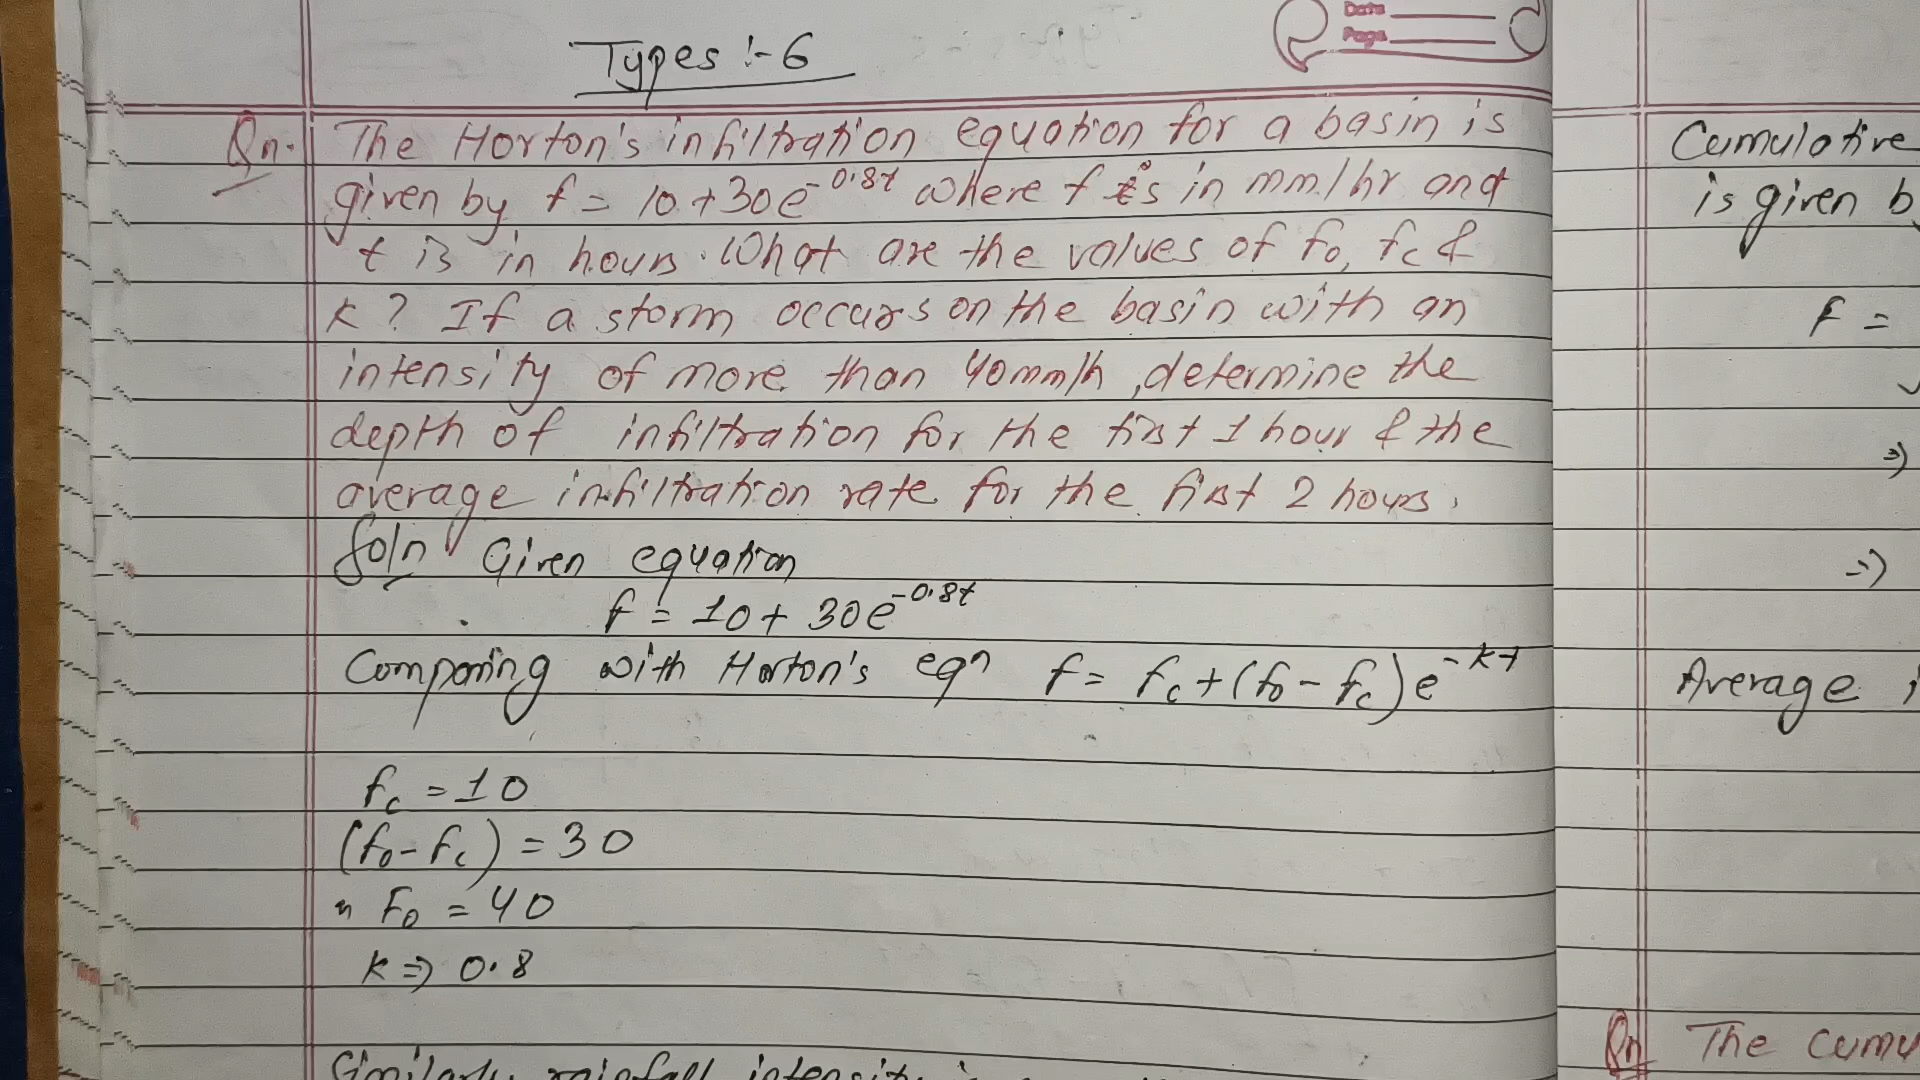 Types :- 6
Date
Page
Qn. The Horton's infiltration equation for a basin is
given by f = 10 + 30e^-0.8t where f is in mm/hr and
t is in hours. What are the values of fo, fc &
K ? If a storm occurs on the basin with an
intensity of more than 40mm/h, determine the
depth of infiltration for the first 1 hour & the
average infiltration rate for the first 2 hours.
Soln Given equation
f = 10 + 30e^-0.8t
Comparing with Horton's eqn f = fc + (fo - fc) e^-kt
fc = 10
(fo - fc) = 30
Fo = 40
K => 0.8
Similarly rainfall intensity
Cumulative
is given b
F =
=>
=>
Average i
Qn The cumu